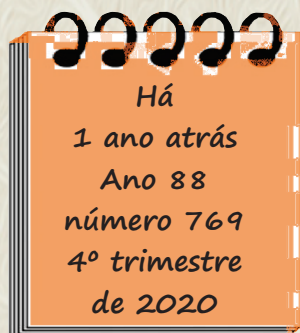 Há
1 ano atrás
Ano 88
número 769
4º trimestre
de 2020